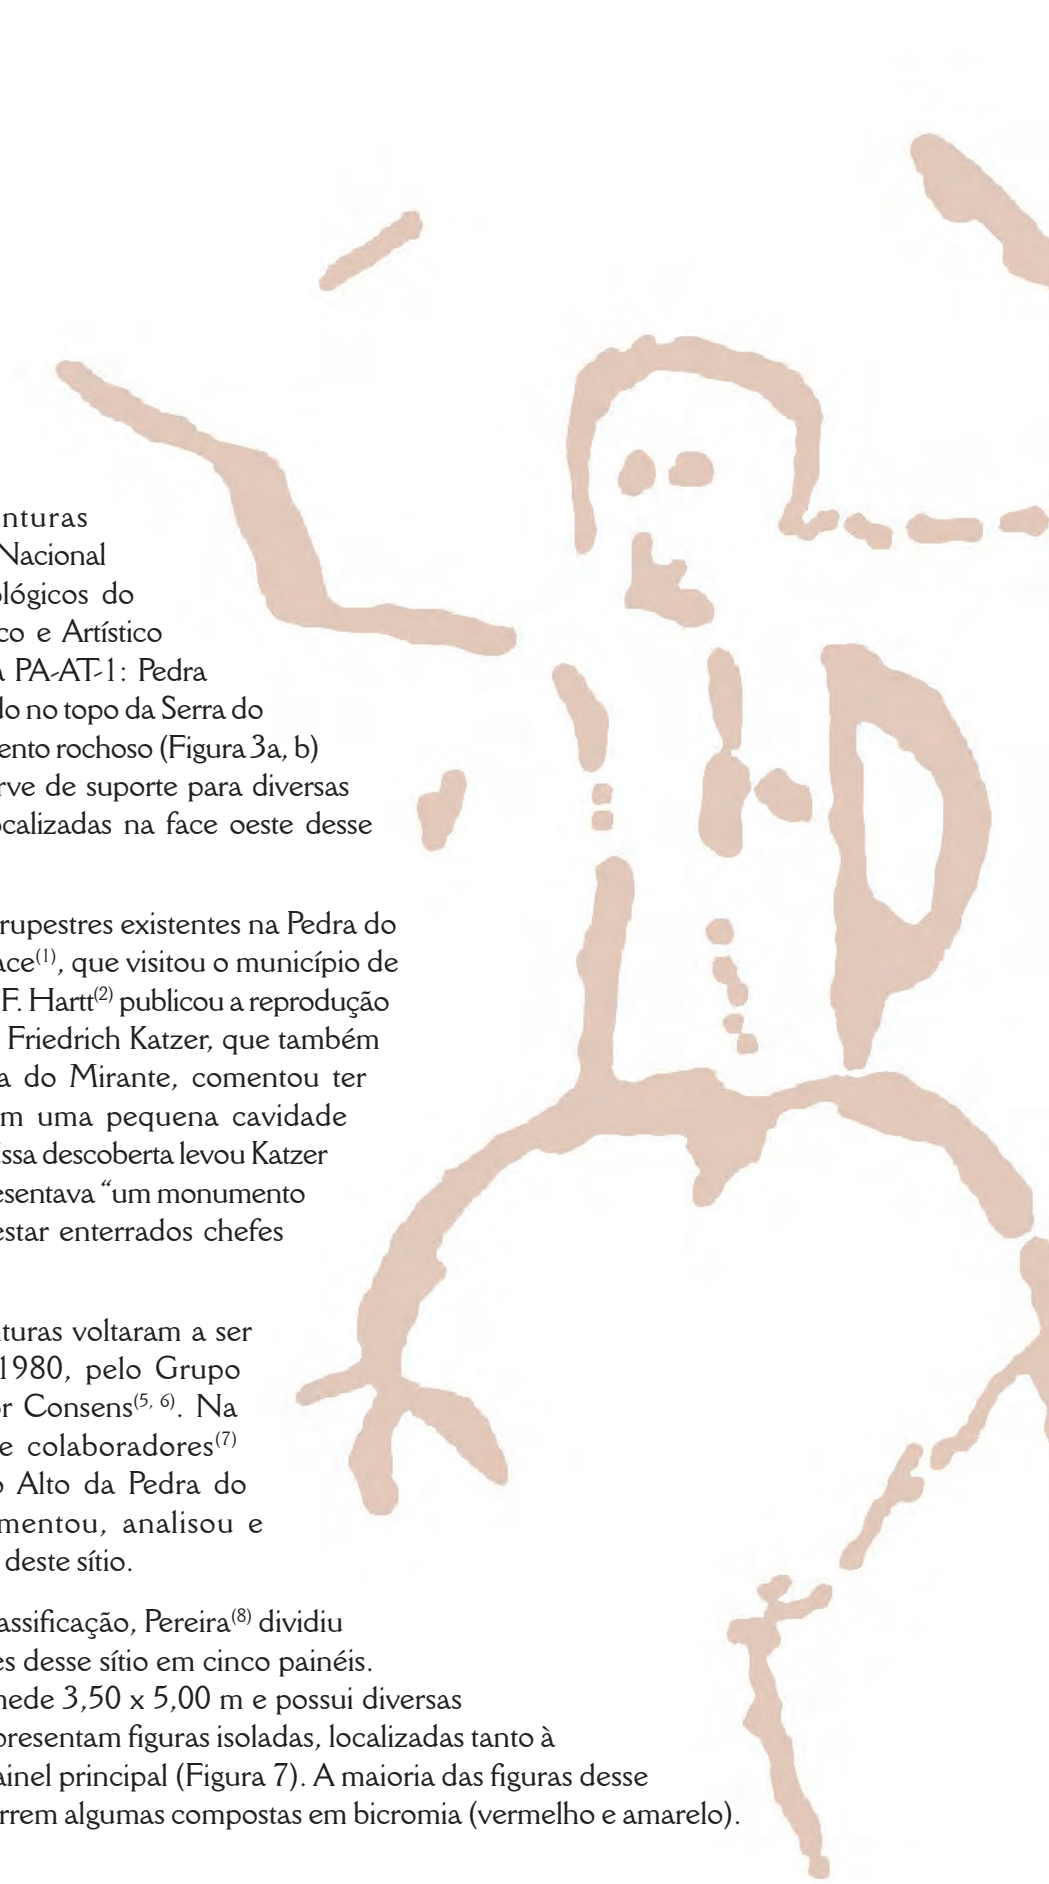 nturas
Nacional
ológicos do
co e Artístico
a PA-AT-1: Pedra
do no topo da Serra do
ento rochoso (Figura 3a, b)
rve de suporte para diversas
ocalizadas na face oeste desse
rupestres existentes na Pedra do
ace(1), que visitou o município de
F. Hartt(2) publicou a reprodução
Friedrich Katzer, que também
a do Mirante, comentou ter
m uma pequena cavidade
ssa descoberta levou Katzer
esentava “um monumento
estar enterrados chefes
turas voltaram a ser
1980, pelo Grupo
or Consens(5, 6). Na
e colaboradores(7)
o Alto da Pedra do
mentou, analisou e
deste sítio.
assificação, Pereira(8) dividiu
es desse sítio em cinco painéis.
mede 3,50 x 5,00 m e possui diversas
presentam figuras isoladas, localizadas tanto à
ainel principal (Figura 7). A maioria das figuras desse
rrem algumas compostas em bicromia (vermelho e amarelo).